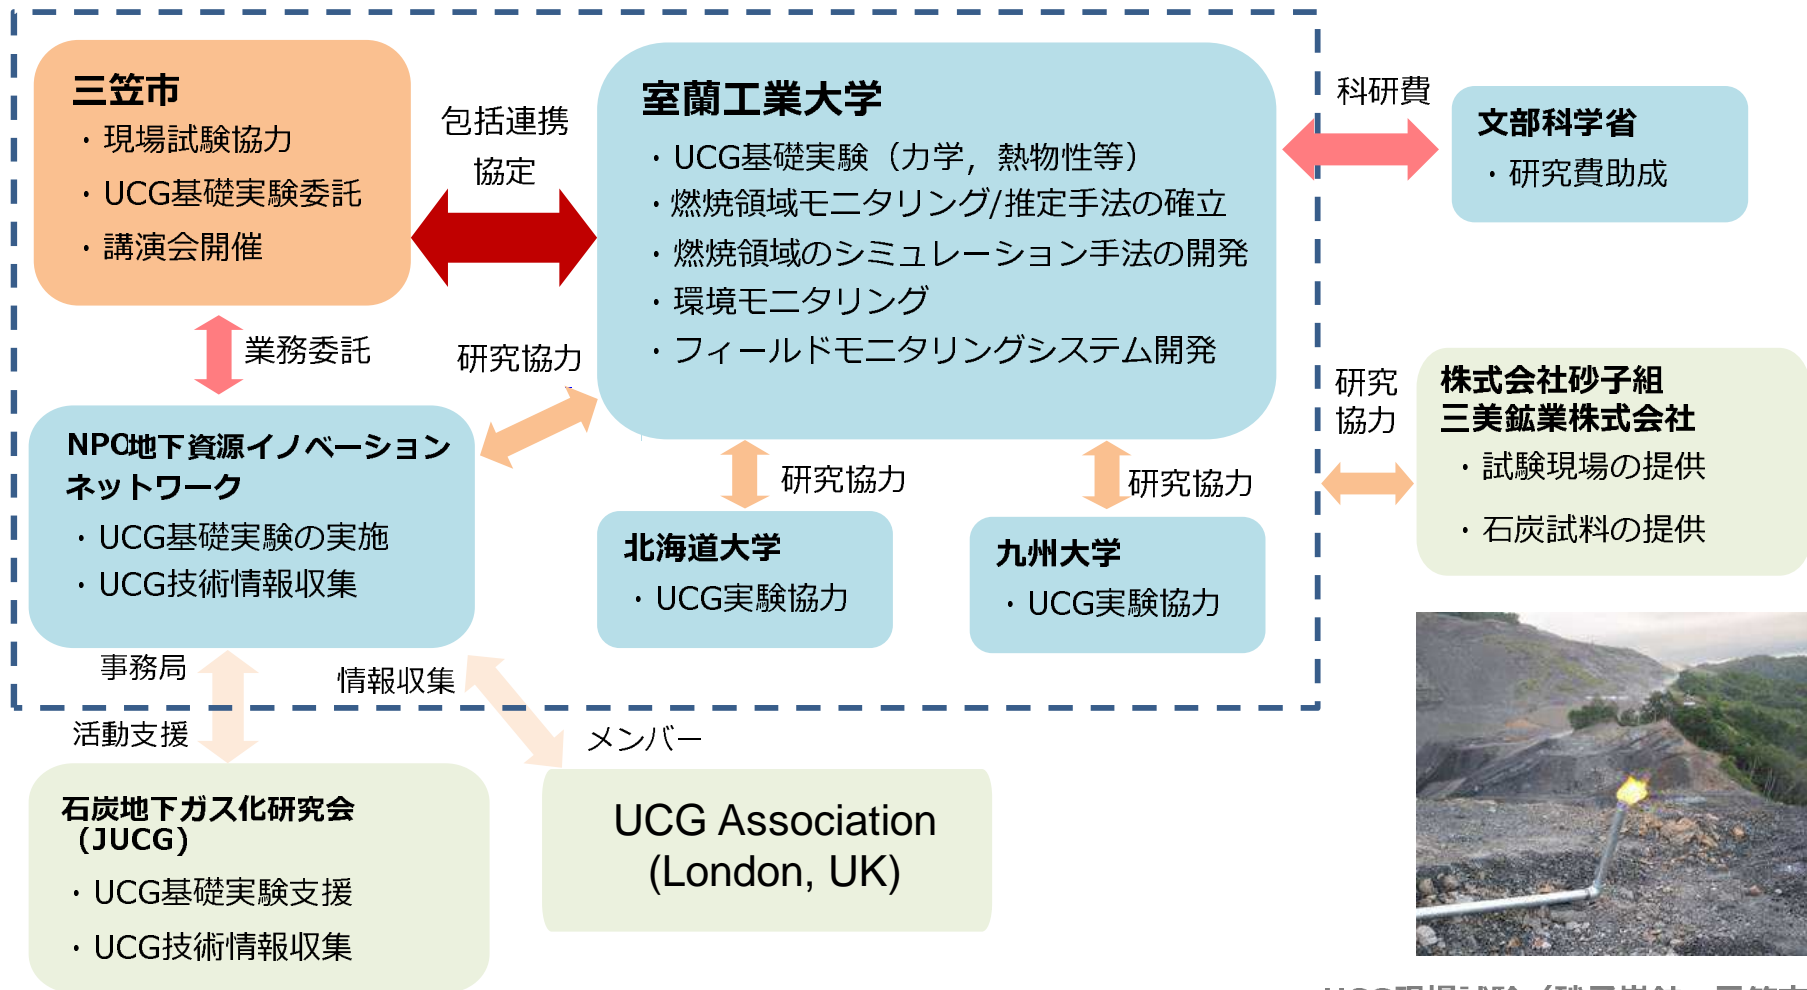 三笠市
・現場試験協力
・UCG基礎実験委託
・講演会開催
包括連携
協定
室蘭工業大学
・UCG基礎実験（力学，熱物性等）
・燃焼領域モニタリング/推定手法の確立
・燃焼領域のシミュレーション手法の開発
・環境モニタリング
・フィールドモニタリングシステム開発
科研費
文部科学省
・研究費助成
業務委託
研究協力
NPO地下資源イノベーション
ネットワーク
・UCG基礎実験の実施
・UCG技術情報収集
研究協力
北海道大学
・UCG実験協力
研究協力
九州大学
・UCG実験協力
研究
協力
株式会社砂子組
三美鉱業株式会社
・試験現場の提供
・石炭試料の提供
事務局
活動支援
情報収集
メンバー
石炭地下ガス化研究会
（JUCG）
・UCG基礎実験支援
・UCG技術情報収集
UCG Association
(London, UK)